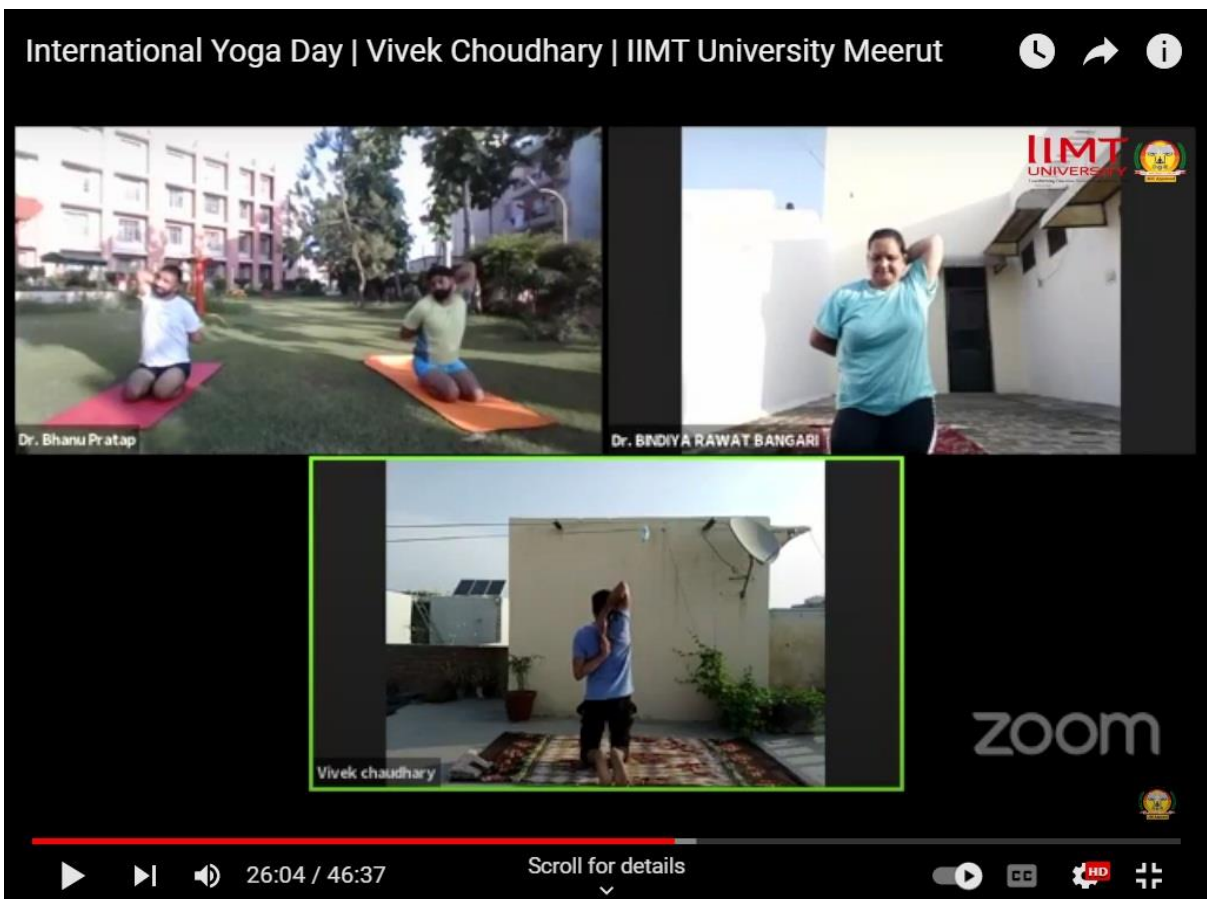 International Yoga Day | Vivek Choudhary | IIMT University Meerut
IIMT
UNIVERSITY
Dr. Bhanu Pratap
Dr. BINDIYA RAWAT BANGARI
Vivek chaudhary
zoom
26:04 / 46:37
Scroll for details
CC
HD